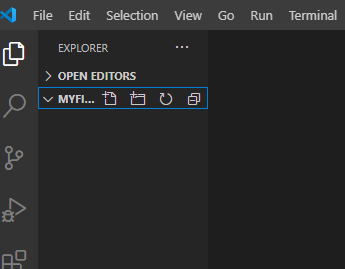 File Edit Selection View Go Run Terminal
EXPLORER ...
OPEN EDITORS
MYFI...